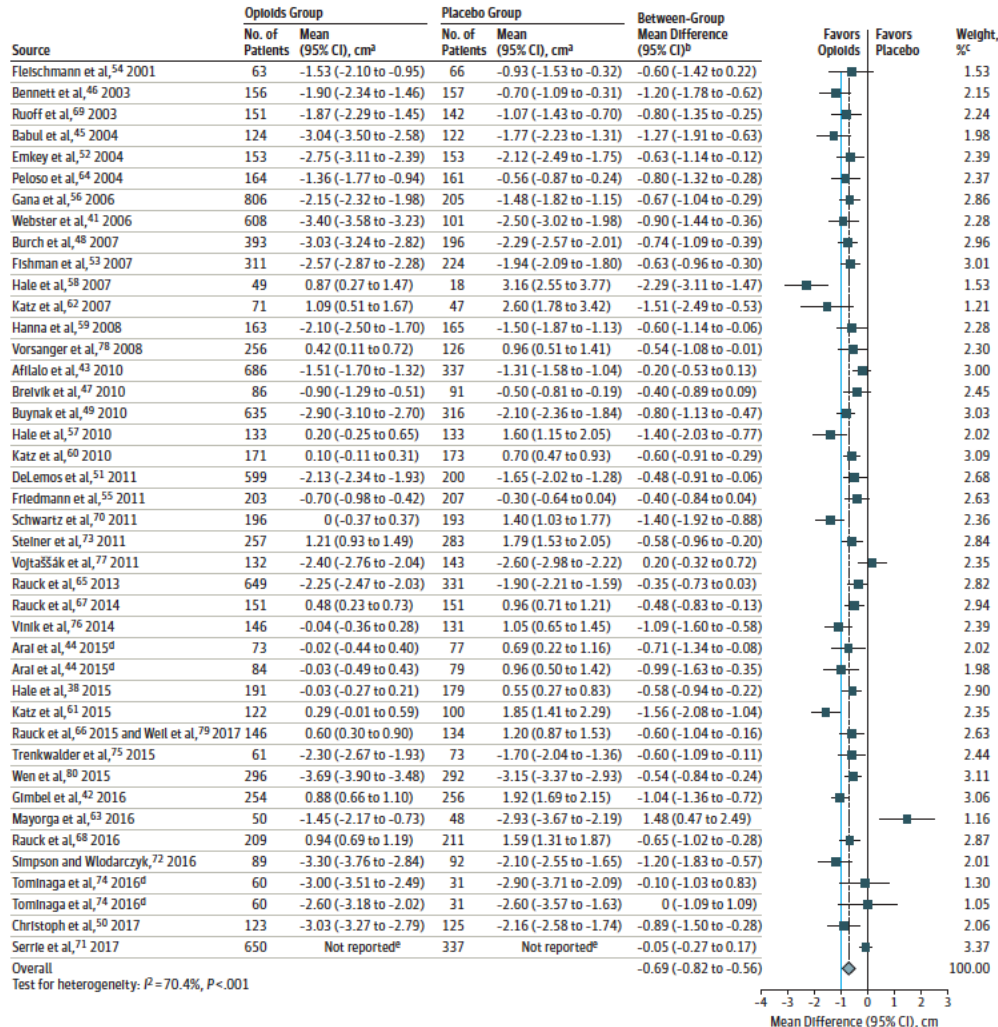 Opioids Group Placebo Group Between-Group Mean Difference (95% CI)ᵇ Favors Opioids Favors Placebo Weight, %ᶜ
Source No. of Patients Mean (95% CI), cmᵃ No. of Patients Mean (95% CI), cmᵃ
Fleischmann et al,⁵⁴ 2001 63 -1.53 (-2.10 to -0.95) 66 -0.93 (-1.53 to -0.32) -0.60 (-1.42 to 0.22) 1.53
Bennett et al,⁴⁶ 2003 156 -1.90 (-2.34 to -1.46) 157 -0.70 (-1.09 to -0.31) -1.20 (-1.78 to -0.62) 2.15
Ruoff et al,⁶⁹ 2003 151 -1.87 (-2.29 to -1.45) 142 -1.07 (-1.43 to -0.70) -0.80 (-1.35 to -0.25) 2.24
Babul et al,⁴⁵ 2004 124 -3.04 (-3.50 to -2.58) 122 -1.77 (-2.23 to -1.31) -1.27 (-1.91 to -0.63) 1.98
Emkey et al,⁵² 2004 153 -2.75 (-3.11 to -2.39) 153 -2.12 (-2.49 to -1.75) -0.63 (-1.14 to -0.12) 2.39
Peloso et al,⁶⁴ 2004 164 -1.36 (-1.77 to -0.94) 161 -0.56 (-0.87 to -0.24) -0.80 (-1.32 to -0.28) 2.37
Gana et al,⁵⁶ 2006 806 -2.15 (-2.32 to -1.98) 205 -1.48 (-1.82 to -1.15) -0.67 (-1.04 to -0.29) 2.86
Webster et al,⁴¹ 2006 608 -3.40 (-3.58 to -3.23) 101 -2.50 (-3.02 to -1.98) -0.90 (-1.44 to -0.36) 2.28
Burch et al,⁴⁸ 2007 393 -3.03 (-3.24 to -2.82) 196 -2.29 (-2.57 to -2.01) -0.74 (-1.09 to -0.39) 2.96
Fishman et al,⁵³ 2007 311 -2.57 (-2.87 to -2.28) 224 -1.94 (-2.09 to -1.80) -0.63 (-0.96 to -0.30) 3.01
Hale et al,⁵⁸ 2007 49 0.87 (0.27 to 1.47) 18 3.16 (2.55 to 3.77) -2.29 (-3.11 to -1.47) 1.53
Katz et al,⁶² 2007 71 1.09 (0.51 to 1.67) 47 2.60 (1.78 to 3.42) -1.51 (-2.49 to -0.53) 1.21
Hanna et al,⁵⁹ 2008 163 -2.10 (-2.50 to -1.70) 165 -1.50 (-1.87 to -1.13) -0.60 (-1.14 to -0.06) 2.28
Vorsanger et al,⁷⁸ 2008 256 0.42 (0.11 to 0.72) 126 0.96 (0.51 to 1.41) -0.54 (-1.08 to -0.01) 2.30
Afilalo et al,⁴³ 2010 686 -1.51 (-1.70 to -1.32) 337 -1.31 (-1.58 to -1.04) -0.20 (-0.53 to 0.13) 3.00
Breivik et al,⁴⁷ 2010 86 -0.90 (-1.29 to -0.51) 91 -0.50 (-0.81 to -0.19) -0.40 (-0.89 to 0.09) 2.45
Buynak et al,⁴⁹ 2010 635 -2.90 (-3.10 to -2.70) 316 -2.10 (-2.36 to -1.84) -0.80 (-1.13 to -0.47) 3.03
Hale et al,⁵⁷ 2010 133 0.20 (-0.25 to 0.65) 133 1.60 (1.15 to 2.05) -1.40 (-2.03 to -0.77) 2.02
Katz et al,⁶⁰ 2010 171 0.10 (-0.11 to 0.31) 173 0.70 (0.47 to 0.93) -0.60 (-0.91 to -0.29) 3.09
DeLemos et al,⁵¹ 2011 599 -2.13 (-2.34 to -1.93) 200 -1.65 (-2.02 to -1.28) -0.48 (-0.91 to -0.06) 2.68
Friedmann et al,⁵⁵ 2011 203 -0.70 (-0.98 to -0.42) 207 -0.30 (-0.64 to 0.04) -0.40 (-0.84 to 0.04) 2.63
Schwartz et al,⁷⁰ 2011 196 0 (-0.37 to 0.37) 193 1.40 (1.03 to 1.77) -1.40 (-1.92 to -0.88) 2.36
Steiner et al,⁷³ 2011 257 1.21 (0.93 to 1.49) 283 1.79 (1.53 to 2.05) -0.58 (-0.96 to -0.20) 2.84
Vojtaššák et al,⁷⁷ 2011 132 -2.40 (-2.76 to -2.04) 143 -2.60 (-2.98 to -2.22) 0.20 (-0.32 to 0.72) 2.35
Rauck et al,⁶⁵ 2013 649 -2.25 (-2.47 to -2.03) 331 -1.90 (-2.21 to -1.59) -0.35 (-0.73 to 0.03) 2.82
Rauck et al,⁶⁷ 2014 151 0.48 (0.23 to 0.73) 151 0.96 (0.71 to 1.21) -0.48 (-0.83 to -0.13) 2.94
Vinik et al,⁷⁶ 2014 146 -0.04 (-0.36 to 0.28) 131 1.05 (0.65 to 1.45) -1.09 (-1.60 to -0.58) 2.39
Arai et al,⁴⁴ 2015ᵈ 73 -0.02 (-0.44 to 0.40) 77 0.69 (0.22 to 1.16) -0.71 (-1.34 to -0.08) 2.02
Arai et al,⁴⁴ 2015ᵈ 84 -0.03 (-0.49 to 0.43) 79 0.96 (0.50 to 1.42) -0.99 (-1.63 to -0.35) 1.98
Hale et al,³⁸ 2015 191 -0.03 (-0.27 to 0.21) 179 0.55 (0.27 to 0.83) -0.58 (-0.94 to -0.22) 2.90
Katz et al,⁶¹ 2015 122 0.29 (-0.01 to 0.59) 100 1.85 (1.41 to 2.29) -1.56 (-2.08 to -1.04) 2.35
Rauck et al,⁶⁶ 2015 and Weil et al,⁷⁹ 2017 146 0.60 (0.30 to 0.90) 134 1.20 (0.87 to 1.53) -0.60 (-1.04 to -0.16) 2.63
Trenkwalder et al,⁷⁵ 2015 61 -2.30 (-2.67 to -1.93) 73 -1.70 (-2.04 to -1.36) -0.60 (-1.09 to -0.11) 2.44
Wen et al,⁸⁰ 2015 296 -3.69 (-3.90 to -3.48) 292 -3.15 (-3.37 to -2.93) -0.54 (-0.84 to -0.24) 3.11
Gimbel et al,⁴² 2016 254 0.88 (0.66 to 1.10) 256 1.92 (1.69 to 2.15) -1.04 (-1.36 to -0.72) 3.06
Mayorga et al,⁶³ 2016 50 -1.45 (-2.17 to -0.73) 48 -2.93 (-3.67 to -2.19) 1.48 (0.47 to 2.49) 1.16
Rauck et al,⁶⁸ 2016 209 0.94 (0.69 to 1.19) 211 1.59 (1.31 to 1.87) -0.65 (-1.02 to -0.28) 2.87
Simpson and Wlodarczyk,⁷² 2016 89 -3.30 (-3.76 to -2.84) 92 -2.10 (-2.55 to -1.65) -1.20 (-1.83 to -0.57) 2.01
Tominaga et al,⁷⁴ 2016ᵈ 60 -3.00 (-3.51 to -2.49) 31 -2.90 (-3.71 to -2.09) -0.10 (-1.03 to 0.83) 1.30
Tominaga et al,⁷⁴ 2016ᵈ 60 -2.60 (-3.18 to -2.02) 31 -2.60 (-3.57 to -1.63) 0 (-1.09 to 1.09) 1.05
Christoph et al,⁵⁰ 2017 123 -3.03 (-3.27 to -2.79) 125 -2.16 (-2.58 to -1.74) -0.89 (-1.50 to -0.28) 2.06
Serrie et al,⁷¹ 2017 650 Not reportedᵉ 337 Not reportedᵉ -0.05 (-0.27 to 0.17) 3.37
Overall -0.69 (-0.82 to -0.56) 100.00
Test for heterogeneity: I²=70.4%, P<.001
-4 -3 -2 -1 0 1 2 3
Mean Difference (95% CI), cm